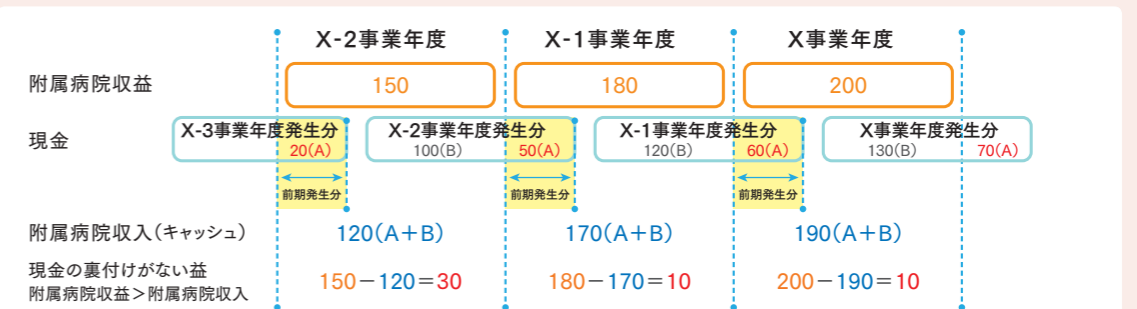 X-2事業年度 X-1事業年度 X事業年度
附属病院収益 150 180 200
現金
X-3事業年度発生分 X-2事業年度発生分 X-1事業年度発生分 X事業年度発生分
20(A) 100(B) 50(A) 120(B) 60(A) 130(B) 70(A)
前期発生分 前期発生分 前期発生分
附属病院収入(キャッシュ) 120(A+B) 170(A+B) 190(A+B)
現金の裏付けがない益
附属病院収益>附属病院収入
150-120=30 180-170=10 200-190=10